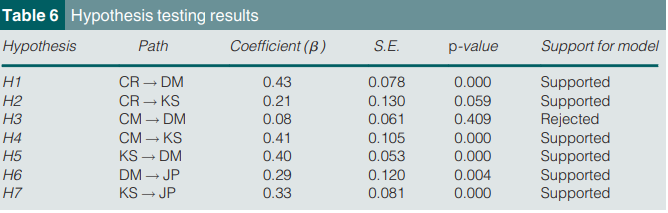 Table 6 Hypothesis testing results
Hypothesis Path Coefficient (β) S.E. p-value Support for model
H1 CR → DM 0.43 0.078 0.000 Supported
H2 CR → KS 0.21 0.130 0.059 Supported
H3 CM → DM 0.08 0.061 0.409 Rejected
H4 CM → KS 0.41 0.105 0.000 Supported
H5 KS → DM 0.40 0.053 0.000 Supported
H6 DM → JP 0.29 0.120 0.004 Supported
H7 KS → JP 0.33 0.081 0.000 Supported